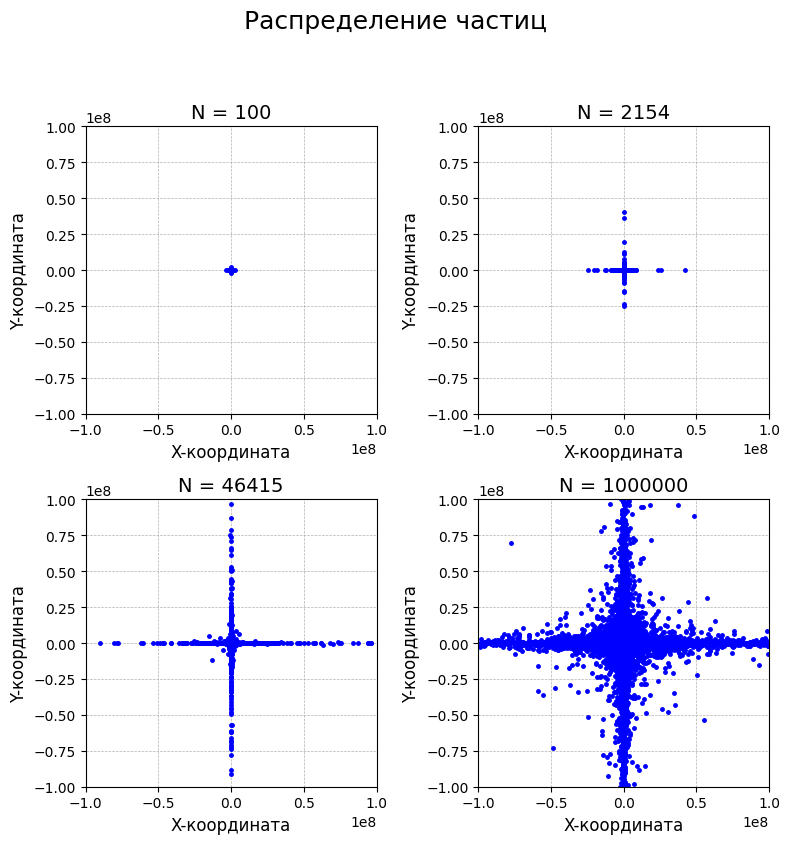 Распределение частиц
N = 100
1e8
1.00
0.75
0.50
0.25
0.00
−0.25
−0.50
−0.75
−1.00
Y-координата
−1.0
−0.5
0.0
0.5
1.0
1e8
X-координата
N = 2154
1e8
1.00
0.75
0.50
0.25
0.00
−0.25
−0.50
−0.75
−1.00
Y-координата
−1.0
−0.5
0.0
0.5
1.0
1e8
X-координата
N = 46415
1e8
1.00
0.75
0.50
0.25
0.00
−0.25
−0.50
−0.75
−1.00
Y-координата
−1.0
−0.5
0.0
0.5
1.0
1e8
X-координата
N = 1000000
1e8
1.00
0.75
0.50
0.25
0.00
−0.25
−0.50
−0.75
−1.00
Y-координата
−1.0
−0.5
0.0
0.5
1.0
1e8
X-координата